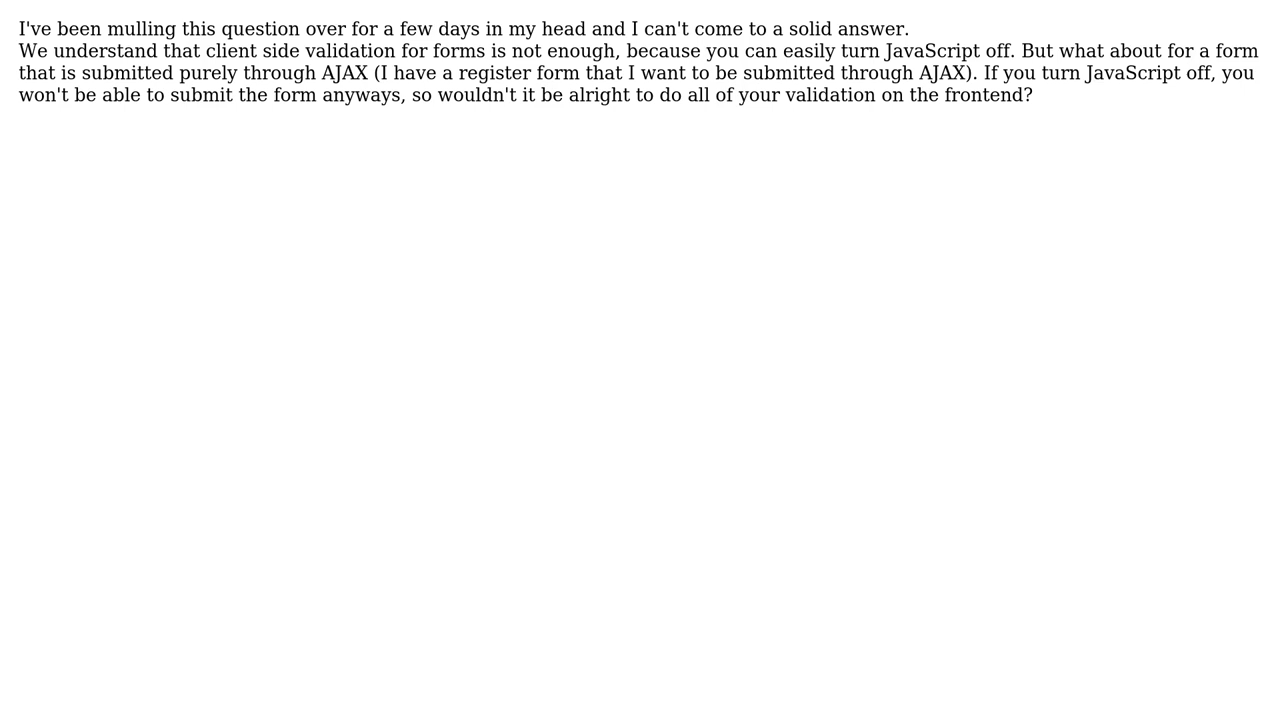 I've been mulling this question over for a few days in my head and I can't come to a solid answer.
We understand that client side validation for forms is not enough, because you can easily turn JavaScript off. But what about for a form
that is submitted purely through AJAX (I have a register form that I want to be submitted through AJAX). If you turn JavaScript off, you
won't be able to submit the form anyways, so wouldn't it be alright to do all of your validation on the frontend?